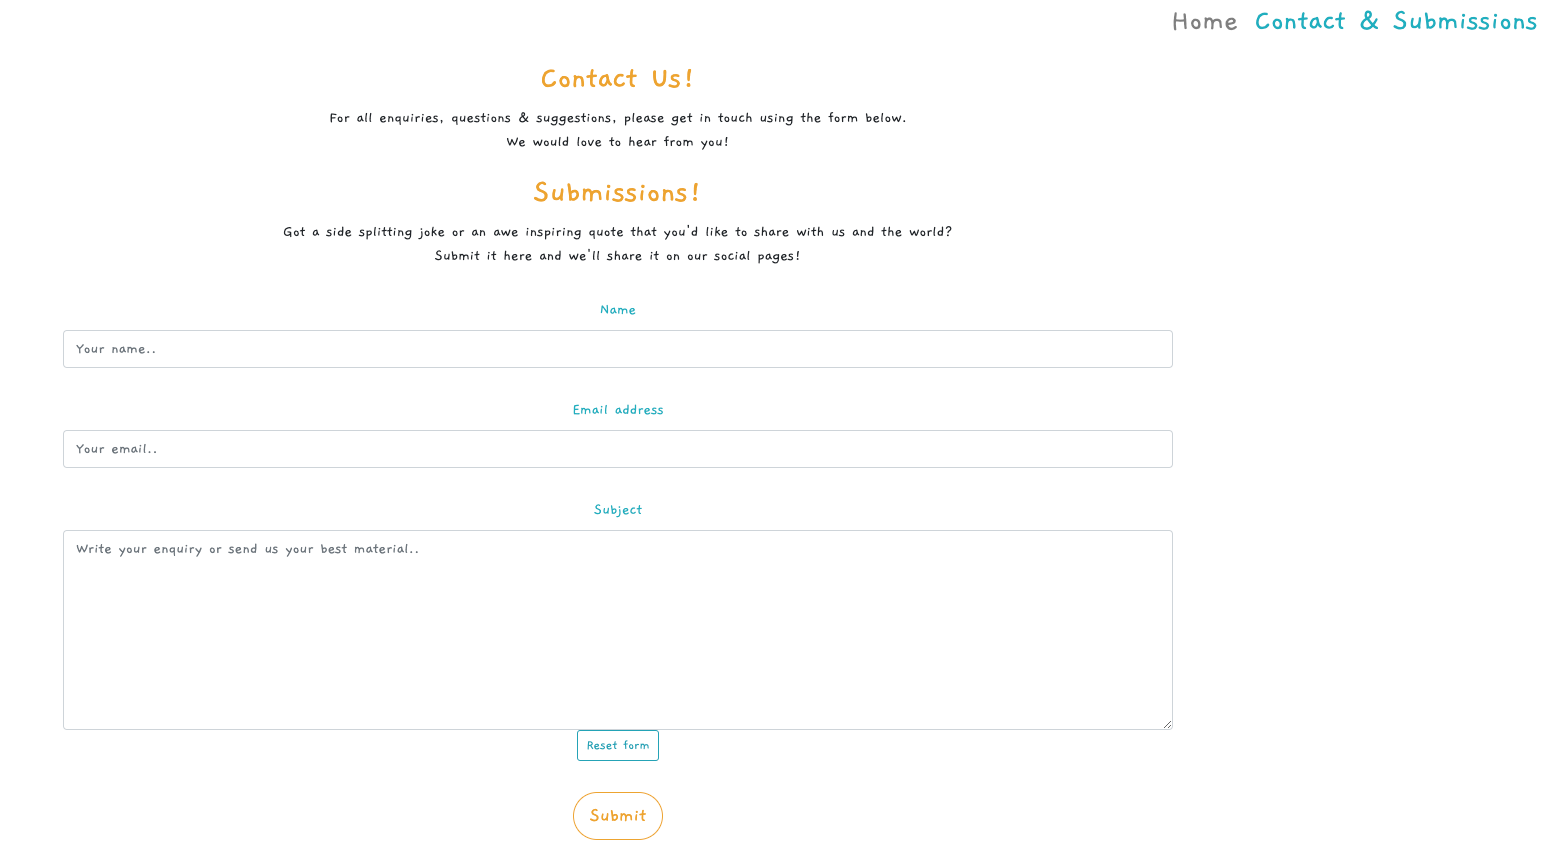 Home Contact & Submissions
Contact Us!
For all enquiries, questions & suggestions, please get in touch using the form below.
We would love to hear from you!
Submissions!
Got a side splitting joke or an awe inspiring quote that you'd like to share with us and the world?
Submit it here and we'll share it on our social pages!
Name
Your name..
Email address
Your email..
Subject
Write your enquiry or send us your best material..
Reset form
Submit